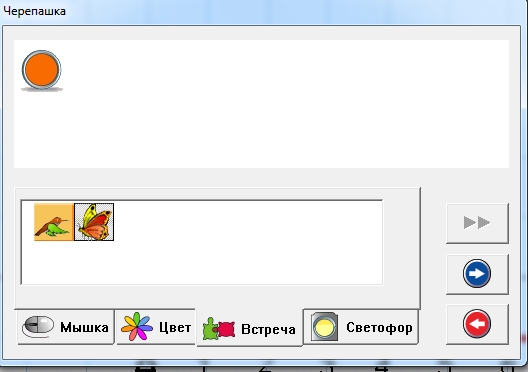 Черепашка
Мышка
Цвет
Встреча
Светофор